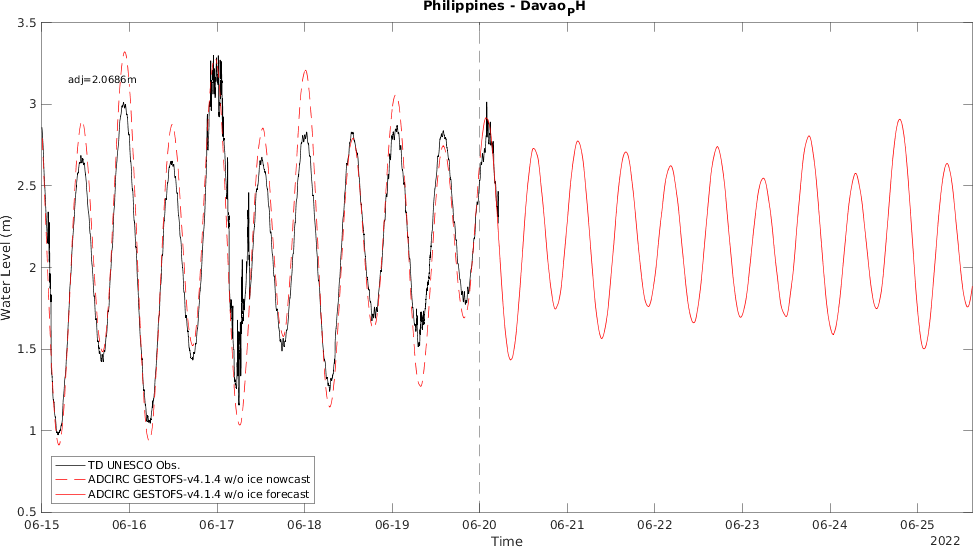 Philippines - DavaoPH
3.5
adj=2.0686m
3
2.5
Water Level (m)
2
1.5
1
TD UNESCO Obs.
ADCIRC GESTOFS-v4.1.4 w/o ice nowcast
ADCIRC GESTOFS-v4.1.4 w/o ice forecast
0.5
06-15 06-16 06-17 06-18 06-19 06-20 06-21 06-22 06-23 06-24 06-25
Time
2022